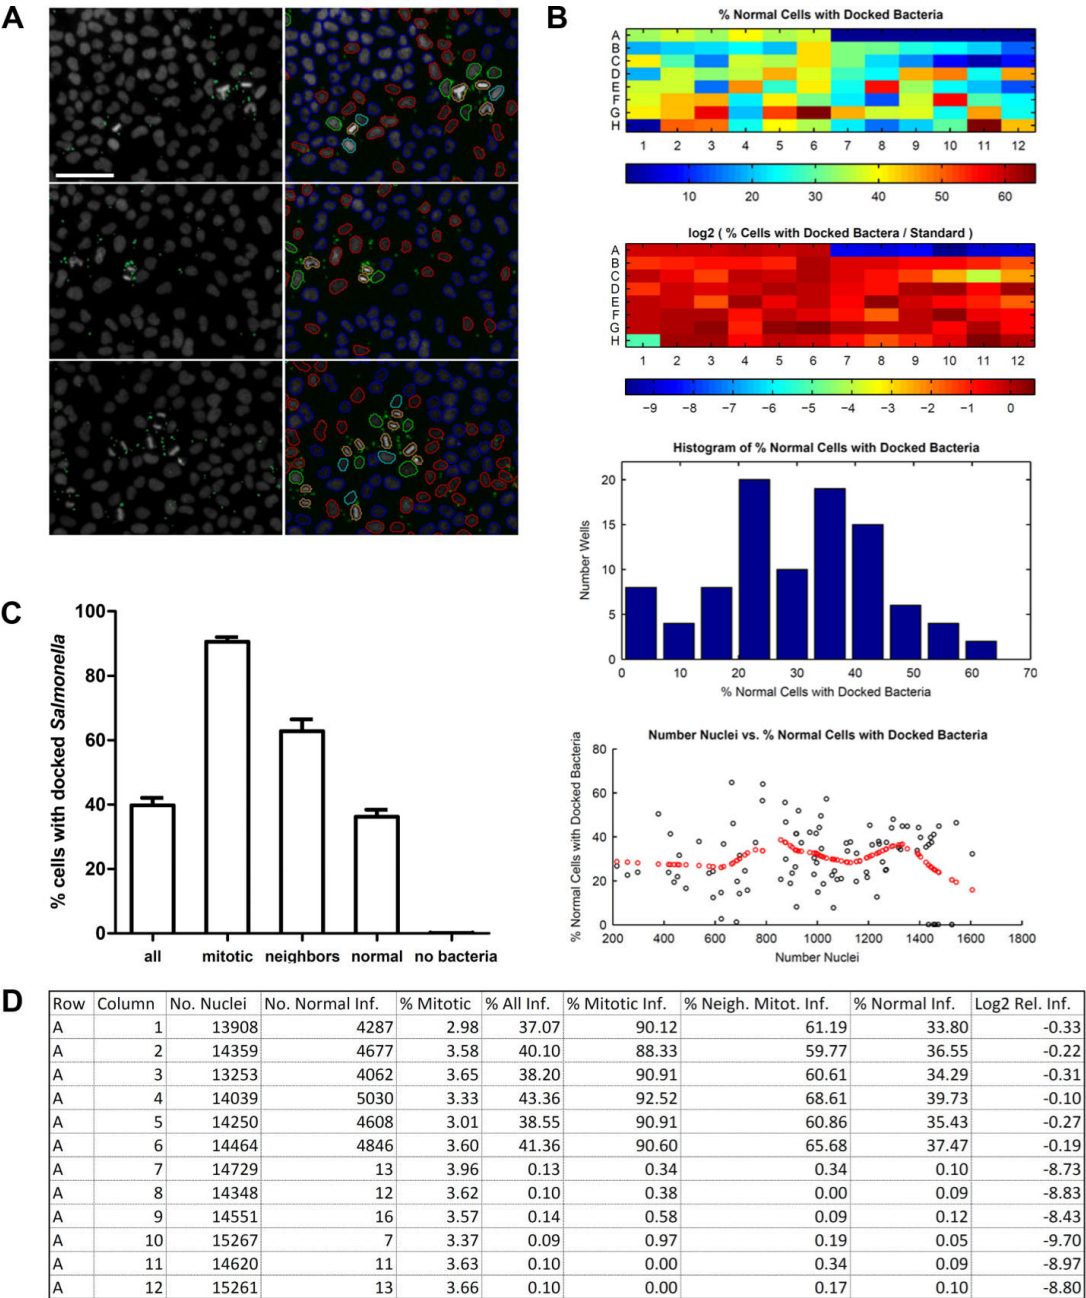 A
B
% Normal Cells with Docked Bacteria
A
B
C
D
E
F
G
H
1 2 3 4 5 6 7 8 9 10 11 12
10 20 30 40 50 60
log2 ( % Cells with Docked Bactera / Standard )
A
B
C
D
E
F
G
H
1 2 3 4 5 6 7 8 9 10 11 12
−9 −8 −7 −6 −5 −4 −3 −2 −1 0
Histogram of % Normal Cells with Docked Bacteria
Number Wells
20
15
10
5
0
0 10 20 30 40 50 60 70
% Normal Cells with Docked Bacteria
Number Nuclei vs. % Normal Cells with Docked Bacteria
% Normal Cells with Docked Bacteria
80
60
40
20
0
200 400 600 800 1000 1200 1400 1600 1800
Number Nuclei
C
% cells with docked Salmonella
100
80
60
40
20
0
all mitotic neighbors normal no bacteria
D
Row Column No. Nuclei No. Normal Inf. % Mitotic % All Inf. % Mitotic Inf. % Neigh. Mitot. Inf. % Normal Inf. Log2 Rel. Inf.
A 1 13908 4287 2.98 37.07 90.12 61.19 33.80 -0.33
A 2 14359 4677 3.58 40.10 88.33 59.77 36.55 -0.22
A 3 13253 4062 3.65 38.20 90.91 60.61 34.29 -0.31
A 4 14039 5030 3.33 43.36 92.52 68.61 39.73 -0.10
A 5 14250 4608 3.01 38.55 90.91 60.86 35.43 -0.27
A 6 14464 4846 3.60 41.36 90.60 65.68 37.47 -0.19
A 7 14729 13 3.96 0.13 0.34 0.34 0.10 -8.73
A 8 14348 12 3.62 0.10 0.38 0.00 0.09 -8.83
A 9 14551 16 3.57 0.14 0.58 0.09 0.12 -8.43
A 10 15267 7 3.37 0.09 0.97 0.19 0.05 -9.70
A 11 14620 11 3.63 0.10 0.00 0.34 0.09 -8.97
A 12 15261 13 3.66 0.10 0.00 0.17 0.10 -8.80